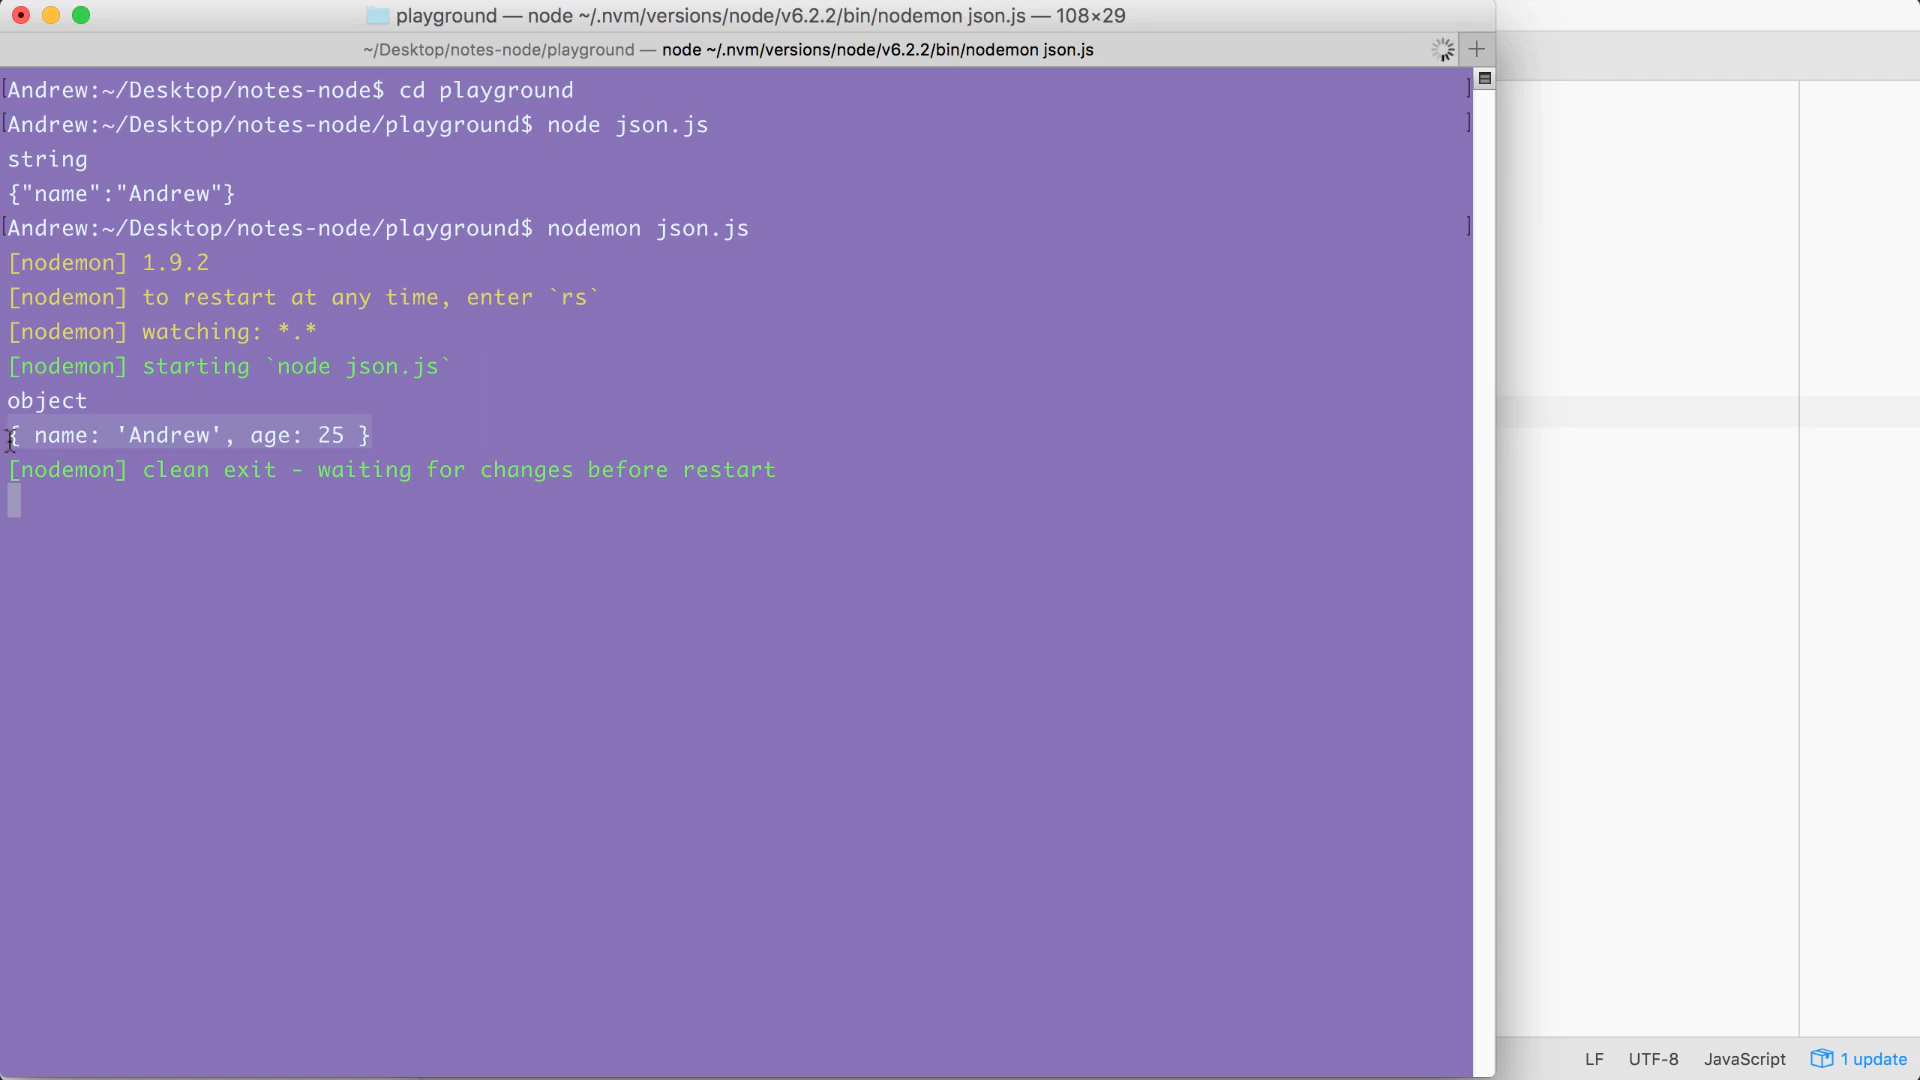 playground — node ~/.nvm/versions/node/v6.2.2/bin/nodemon json.js — 108×29
~/Desktop/notes-node/playground — node ~/.nvm/versions/node/v6.2.2/bin/nodemon json.js
Andrew:~/Desktop/notes-node$ cd playground
Andrew:~/Desktop/notes-node/playground$ node json.js
string
{"name":"Andrew"}
Andrew:~/Desktop/notes-node/playground$ nodemon json.js
[nodemon] 1.9.2
[nodemon] to restart at any time, enter `rs`
[nodemon] watching: *.*
[nodemon] starting `node json.js`
object
{ name: 'Andrew', age: 25 }
[nodemon] clean exit - waiting for changes before restart
LF UTF-8 JavaScript 1 update